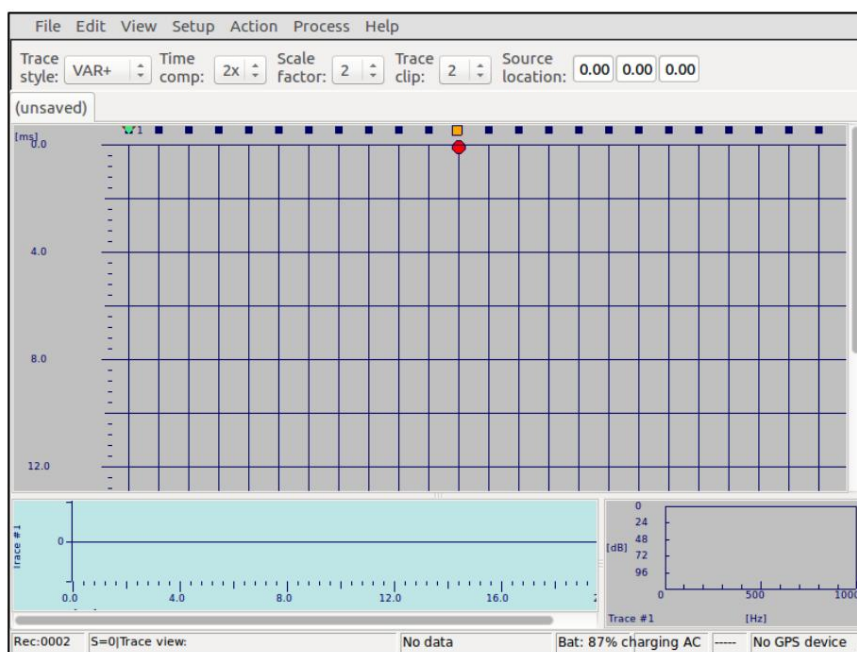 File Edit View Setup Action Process Help
Trace style: VAR+ Time comp: 2x Scale factor: 2 Trace clip: 2 Source location: 0.00 0.00 0.00
(unsaved)
1
[ms]
0.0
4.0
8.0
12.0
Trace #1
0
0.0 4.0 8.0 12.0 16.0
0
24
48
[dB]
72
96
0 500 1000
Trace #1 [Hz]
Rec:0002 S=0|Trace view: No data Bat: 87% charging AC ----- No GPS device